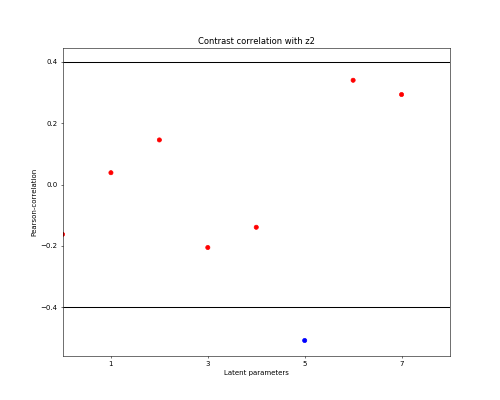 Contrast correlation with z2
0.4
0.2
0.0
−0.2
−0.4
Pearson-correlation
1 3 5 7
Latent parameters